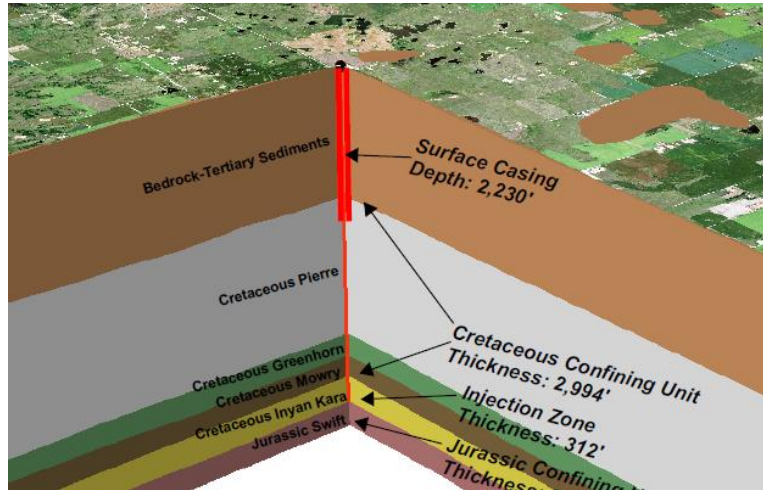 Bedrock-Tertiary Sediments
Surface Casing
Depth: 2,230'
Cretaceous Pierre
Cretaceous Confining Unit
Thickness: 2,994'
Cretaceous Greenhorn
Cretaceous Mowry
Injection Zone
Thickness: 312'
Cretaceous Inyan Kara
Jurassic Swift
Jurassic Confining
Thickness: